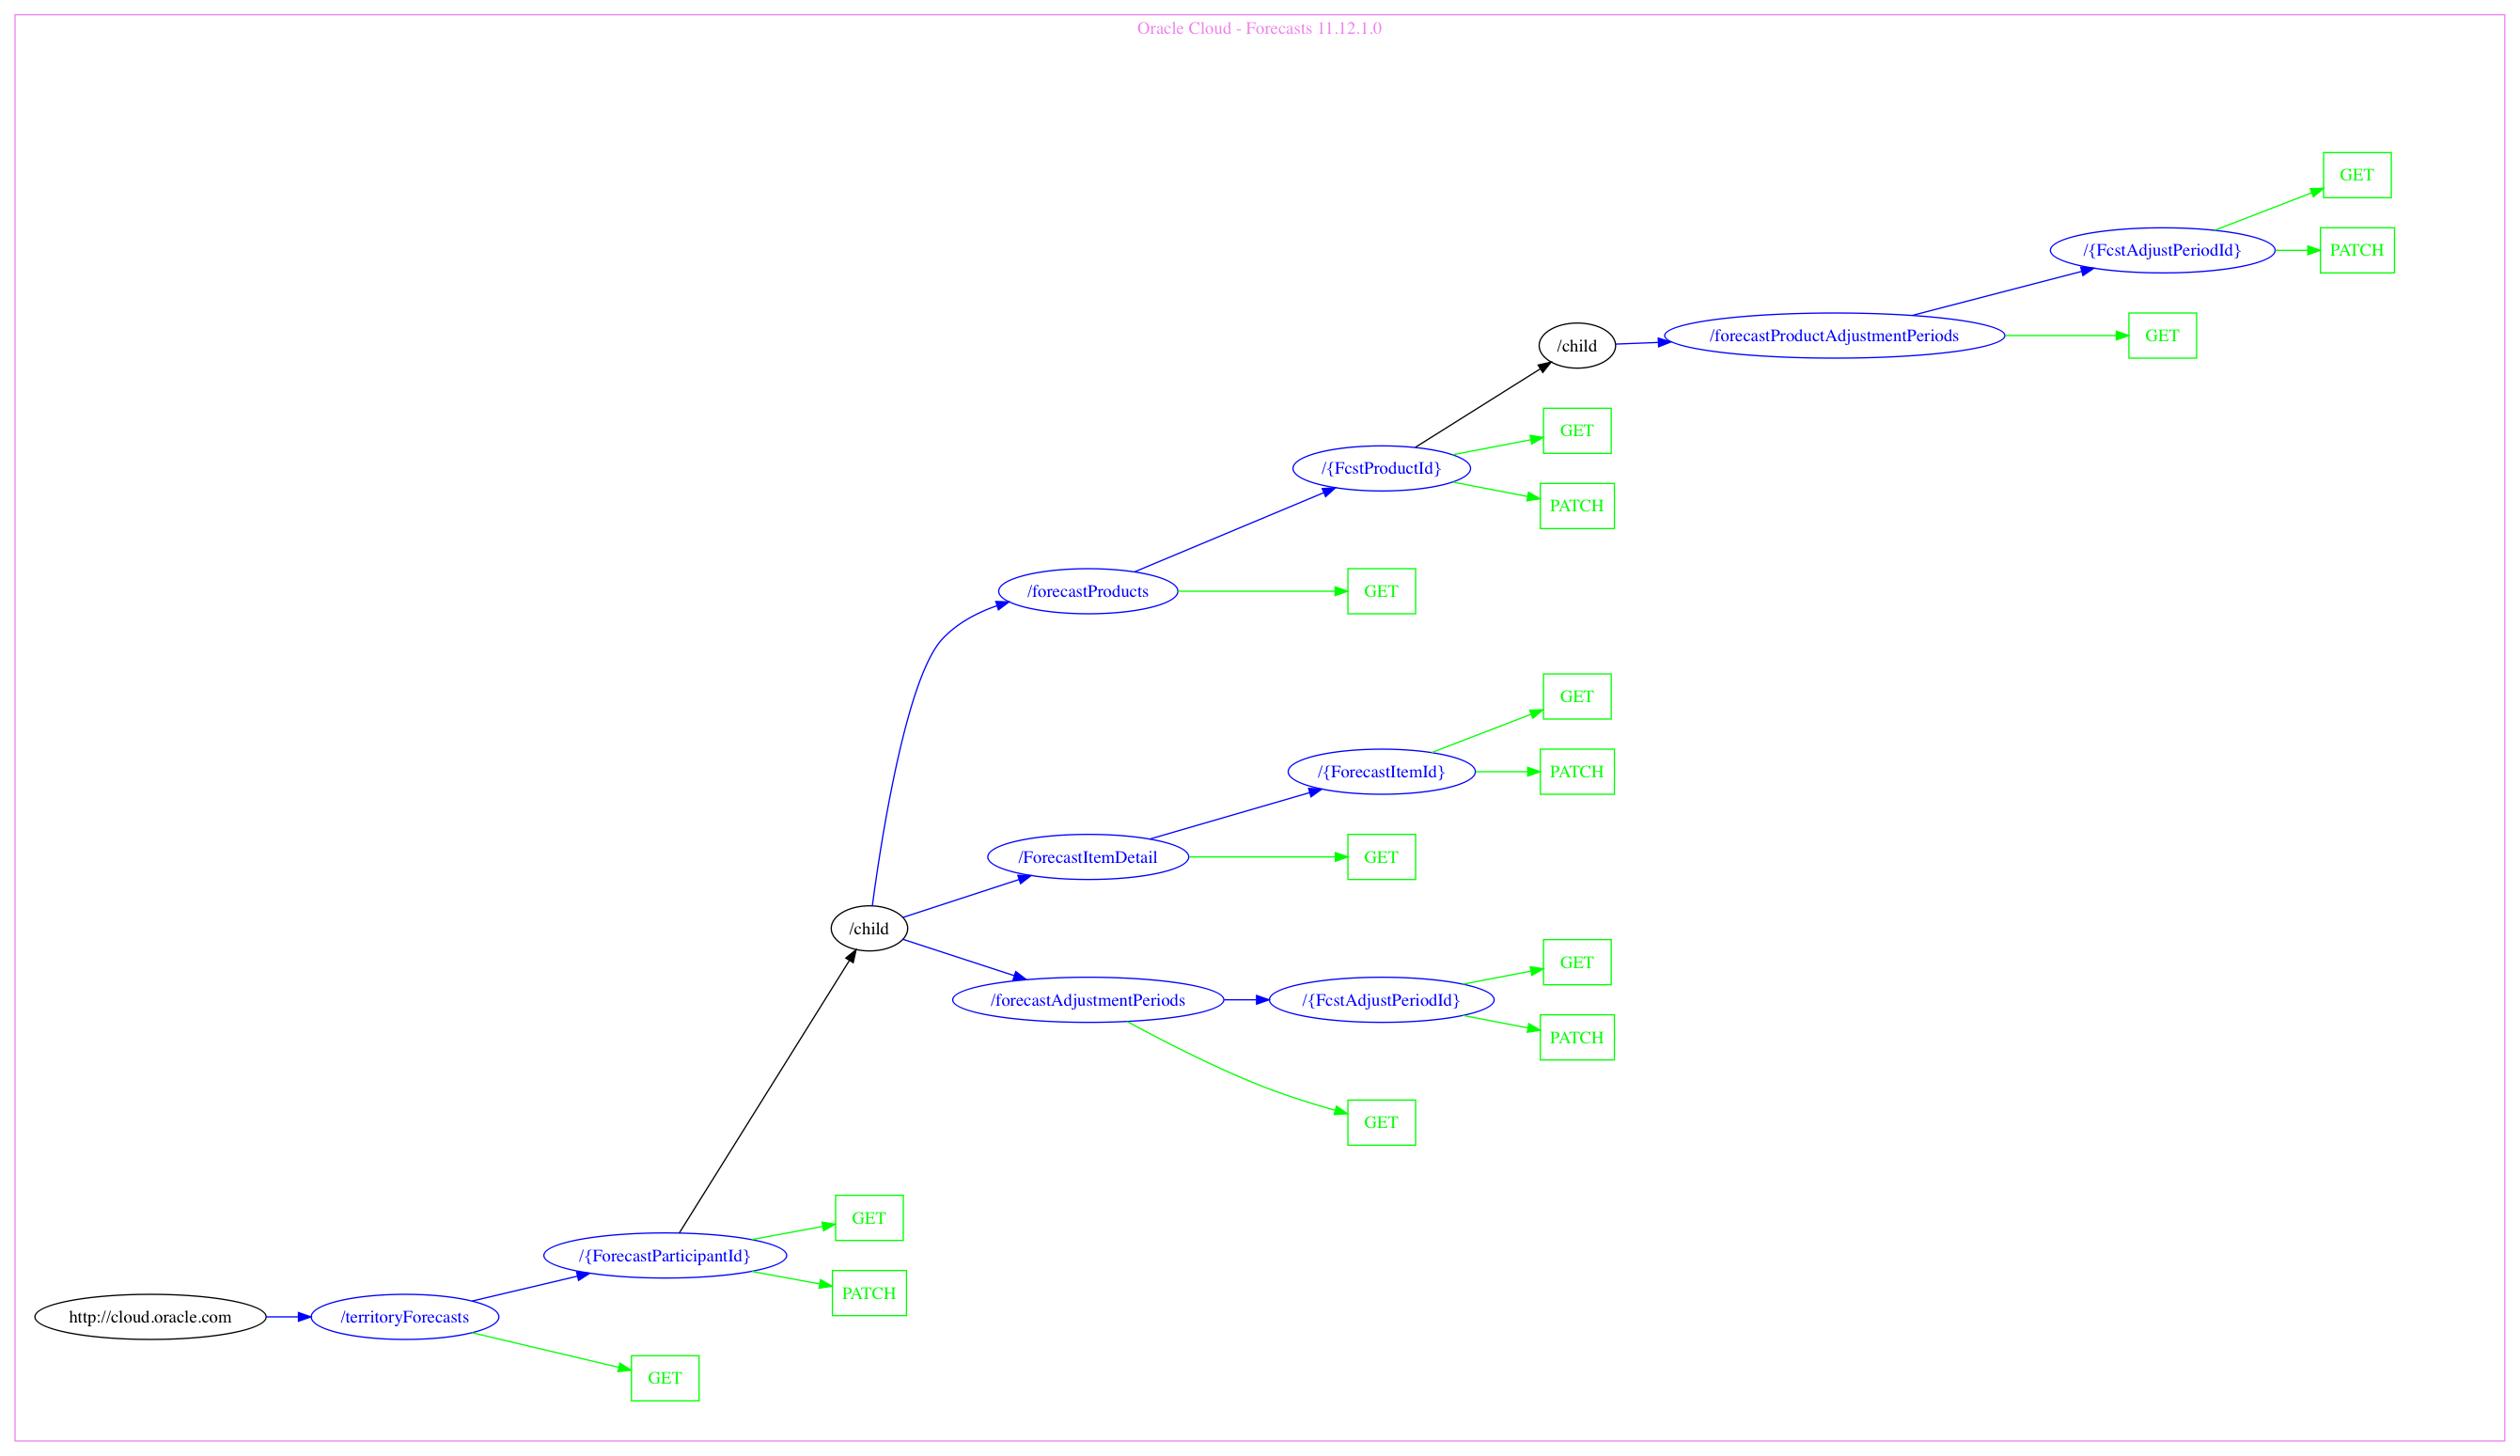 Oracle Cloud - Forecasts 11.12.1.0
GET
/{FcstAdjustPeriodId}
PATCH
/child
/forecastProductAdjustmentPeriods
GET
GET
/{FcstProductId}
PATCH
/forecastProducts
GET
GET
/{ForecastItemId}
PATCH
/ForecastItemDetail
GET
/child
GET
/forecastAdjustmentPeriods
/{FcstAdjustPeriodId}
PATCH
GET
GET
/{ForecastParticipantId}
PATCH
http://cloud.oracle.com
/territoryForecasts
GET